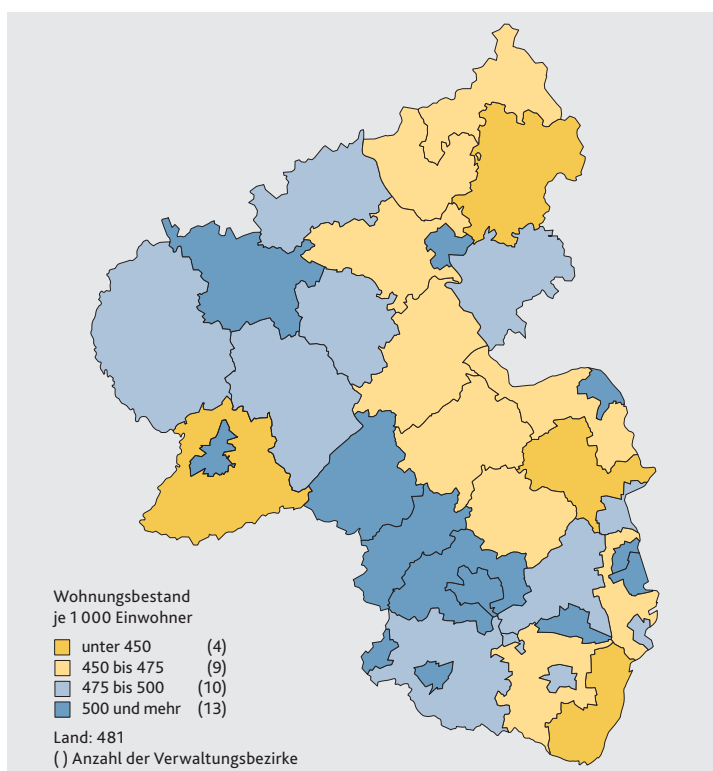 Wohnungsbestand
je 1 000 Einwohner
unter 450 (4)
450 bis 475 (9)
475 bis 500 (10)
500 und mehr (13)
Land: 481
( ) Anzahl der Verwaltungsbezirke